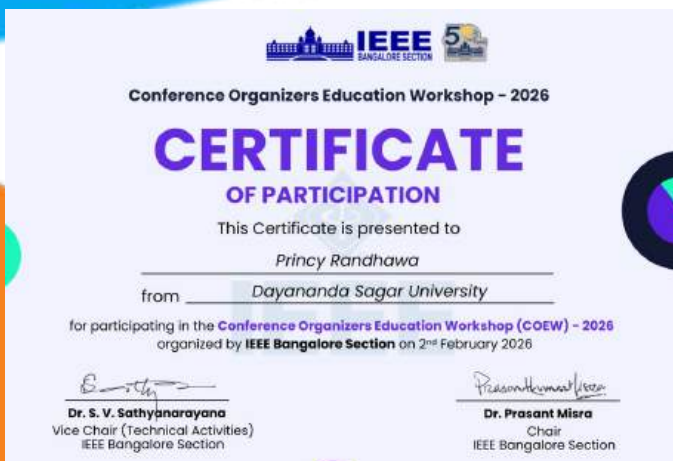 IEEE
BANGALORE SECTION
Conference Organizers Education Workshop - 2026
CERTIFICATE
OF PARTICIPATION
This Certificate is presented to
Princy Randhawa
from Dayananda Sagar University
for participating in the Conference Organizers Education Workshop (COEW) - 2026
organized by IEEE Bangalore Section on 2nd February 2026
Dr. S. V. Sathyanarayana
Vice Chair (Technical Activities)
IEEE Bangalore Section
Dr. Prasant Misra
Chair
IEEE Bangalore Section